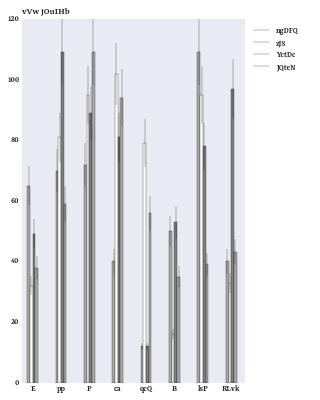 vVw jOuIHb
120
100
80
60
40
20
0
E pp P ca qcQ B lsP RLvk
ngDFQ
zJS
YctDc
JQteN